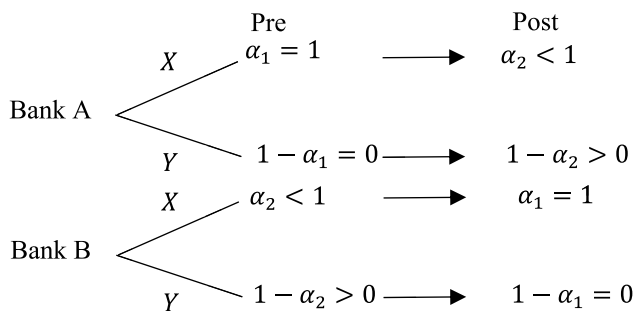 Pre Post
X α₁ = 1 α₂ < 1
Bank A
Y 1 − α₁ = 0 1 − α₂ > 0
X α₂ < 1 α₁ = 1
Bank B
Y 1 − α₂ > 0 1 − α₁ = 0